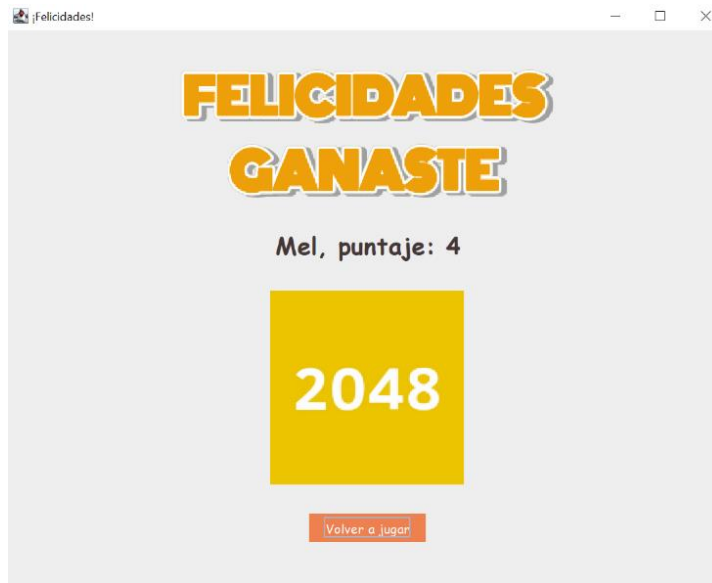 ¡Felicidades!
FELICIDADES
GANASTE
Mel, puntaje: 4
2048
Volver a jugar